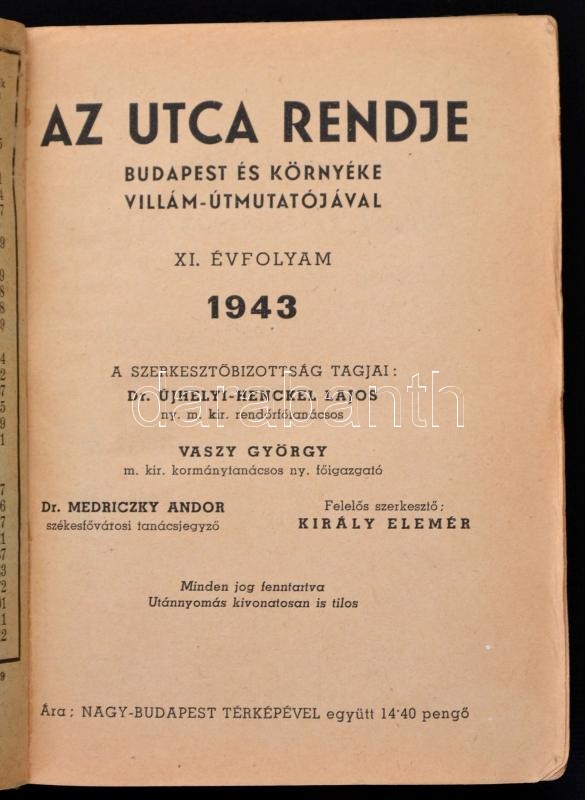 AZ UTCA RENDJE
BUDAPEST ÉS KÖRNYÉKE
VILLÁM-ÚTMUTATÓJÁVAL
XI. ÉVFOLYAM
1943
A SZERKESZTŐBIZOTTSÁG TAGJAI:
Dr. ÚJHELYI-HENCKEL LAJOS
ny. m. kir. rendőrfőtanácsos
VASZY GYÖRGY
m. kir. kormánytanácsos ny. főigazgató
Dr. MEDRICZKY ANDOR
székesfővárosi tanácsjegyző
Felelős szerkesztő:
KIRÁLY ELEMÉR
Minden jog fenntartva
Utánnyomás kivonatosan is tilos
Ára: NAGY-BUDAPEST TÉRKÉPÉVEL együtt 14·40 pengő
darabanth